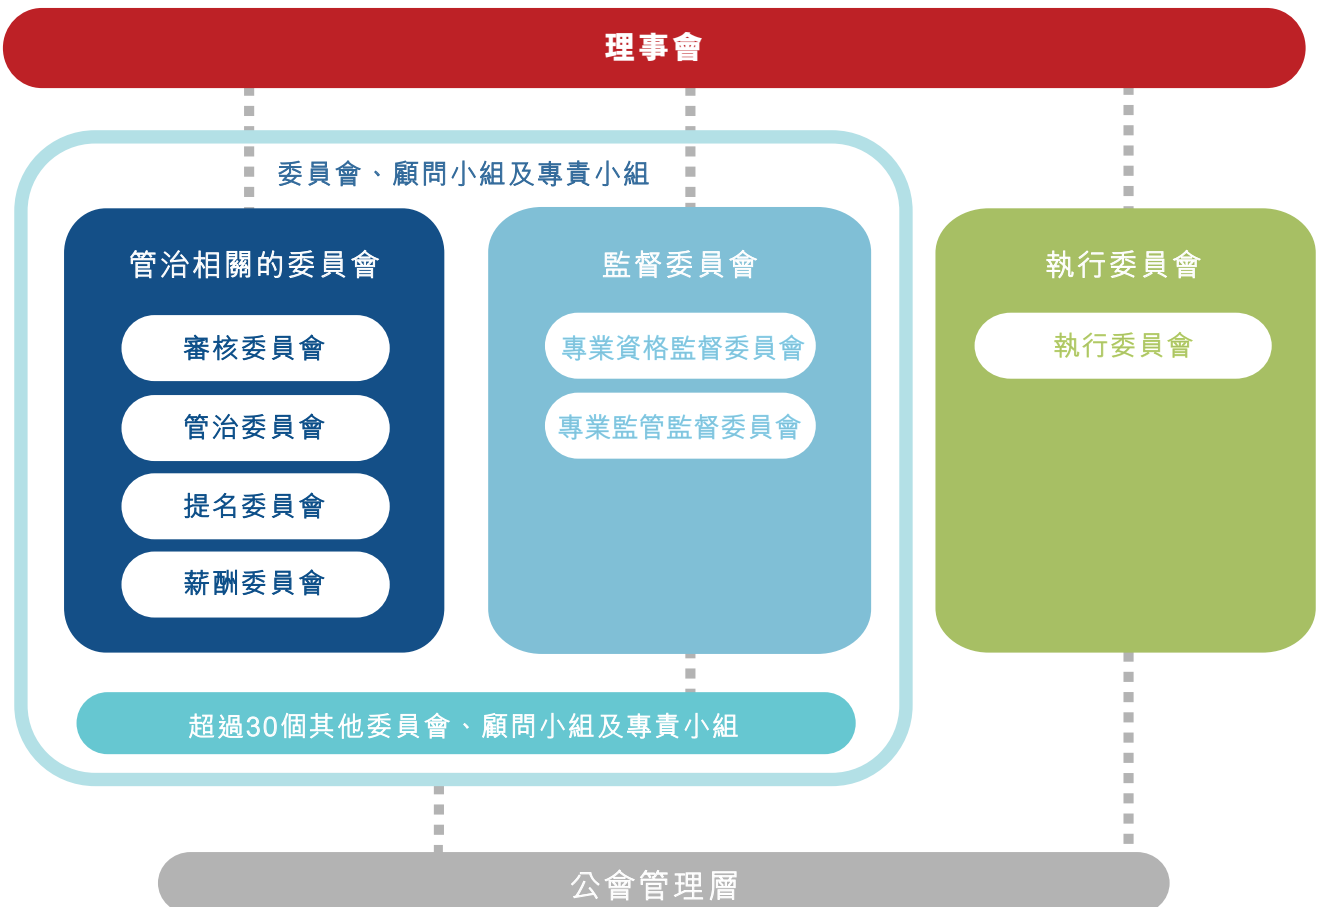 理事會
委員會、顧問小組及專責小組
管治相關的委員會
審核委員會
管治委員會
提名委員會
薪酬委員會
監督委員會
專業資格監督委員會
專業監管監督委員會
執行委員會
執行委員會
超過30個其他委員會、顧問小組及專責小組
公會管理層